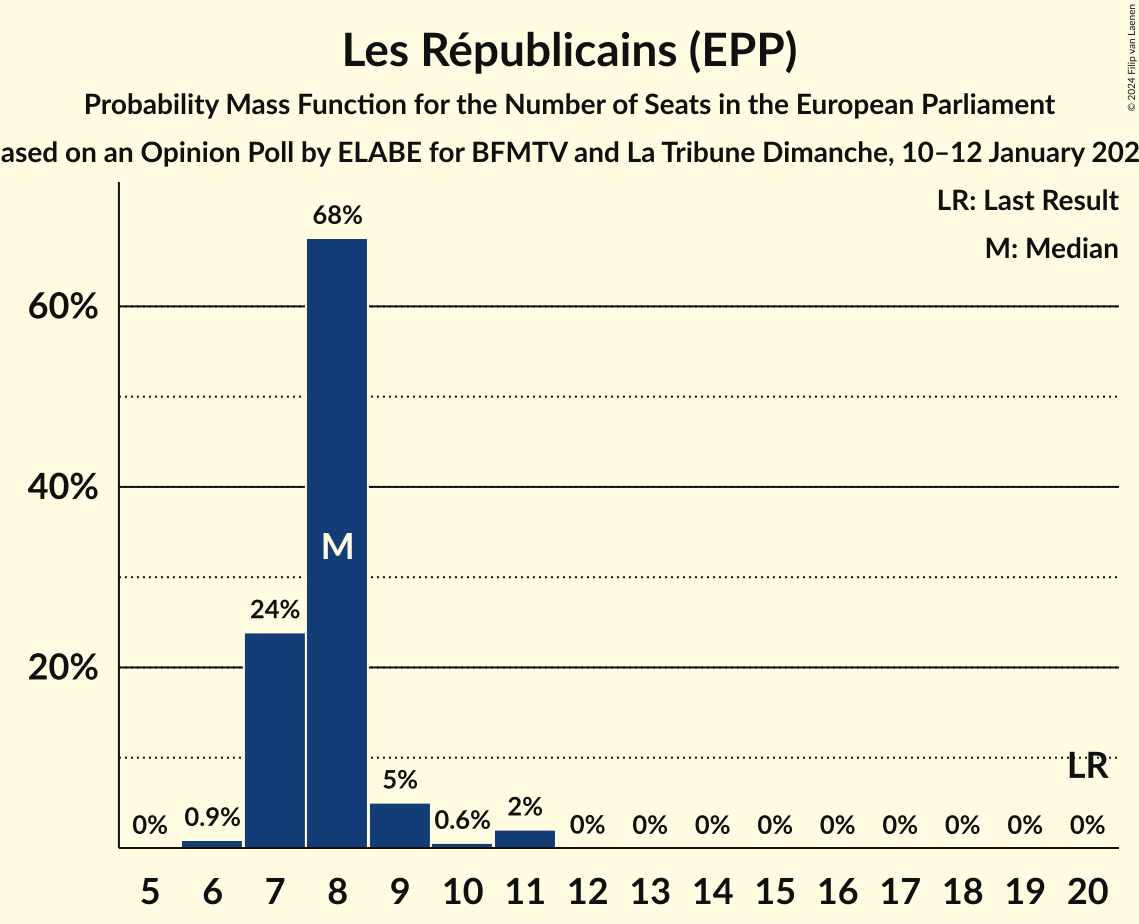 Les Républicains (EPP)
Probability Mass Function for the Number of Seats in the European Parliament
ased on an Opinion Poll by ELABE for BFMTV and La Tribune Dimanche, 10–12 January 202
© 2024 Filip van Laenen
LR: Last Result
M: Median
68%
60%
40%
M
24%
20%
LR
5%
2%
0.9%
0.6%
0% 0% 0% 0% 0% 0% 0% 0% 0% 0%
5 6 7 8 9 10 11 12 13 14 15 16 17 18 19 20